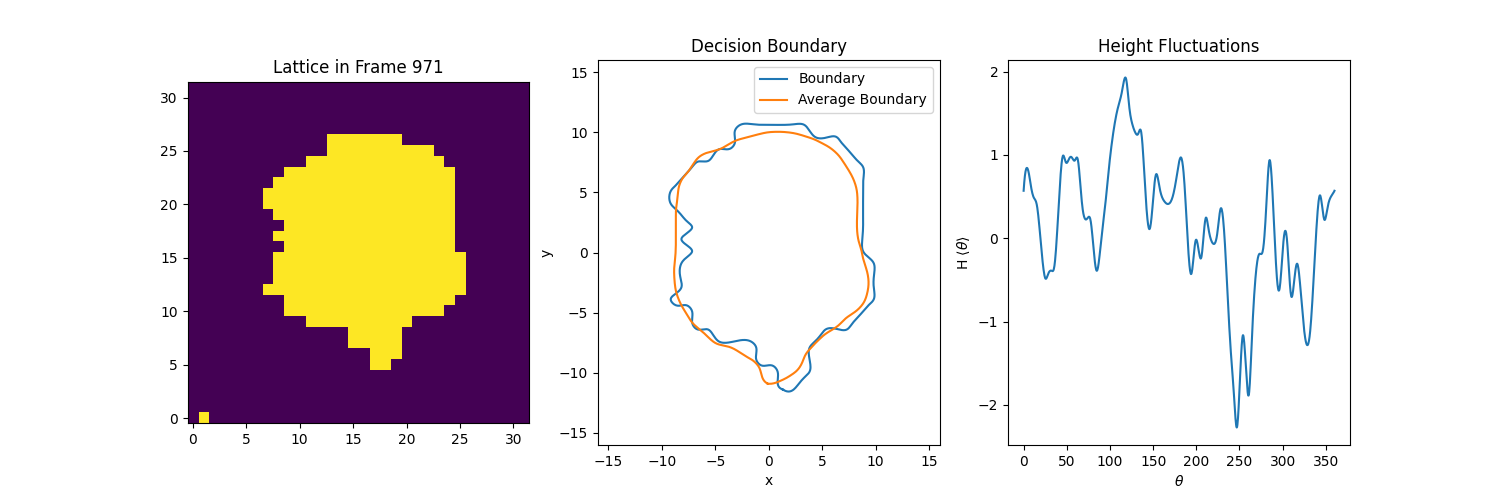 Lattice in Frame 971
30
25
20
15
10
5
0
0 5 10 15 20 25 30
Decision Boundary
Boundary
Average Boundary
15
10
5
0
−5
−10
−15
y
−15 −10 −5 0 5 10 15
x
Height Fluctuations
2
1
0
−1
−2
H ⟨θ⟩
0 50 100 150 200 250 300 350
θ